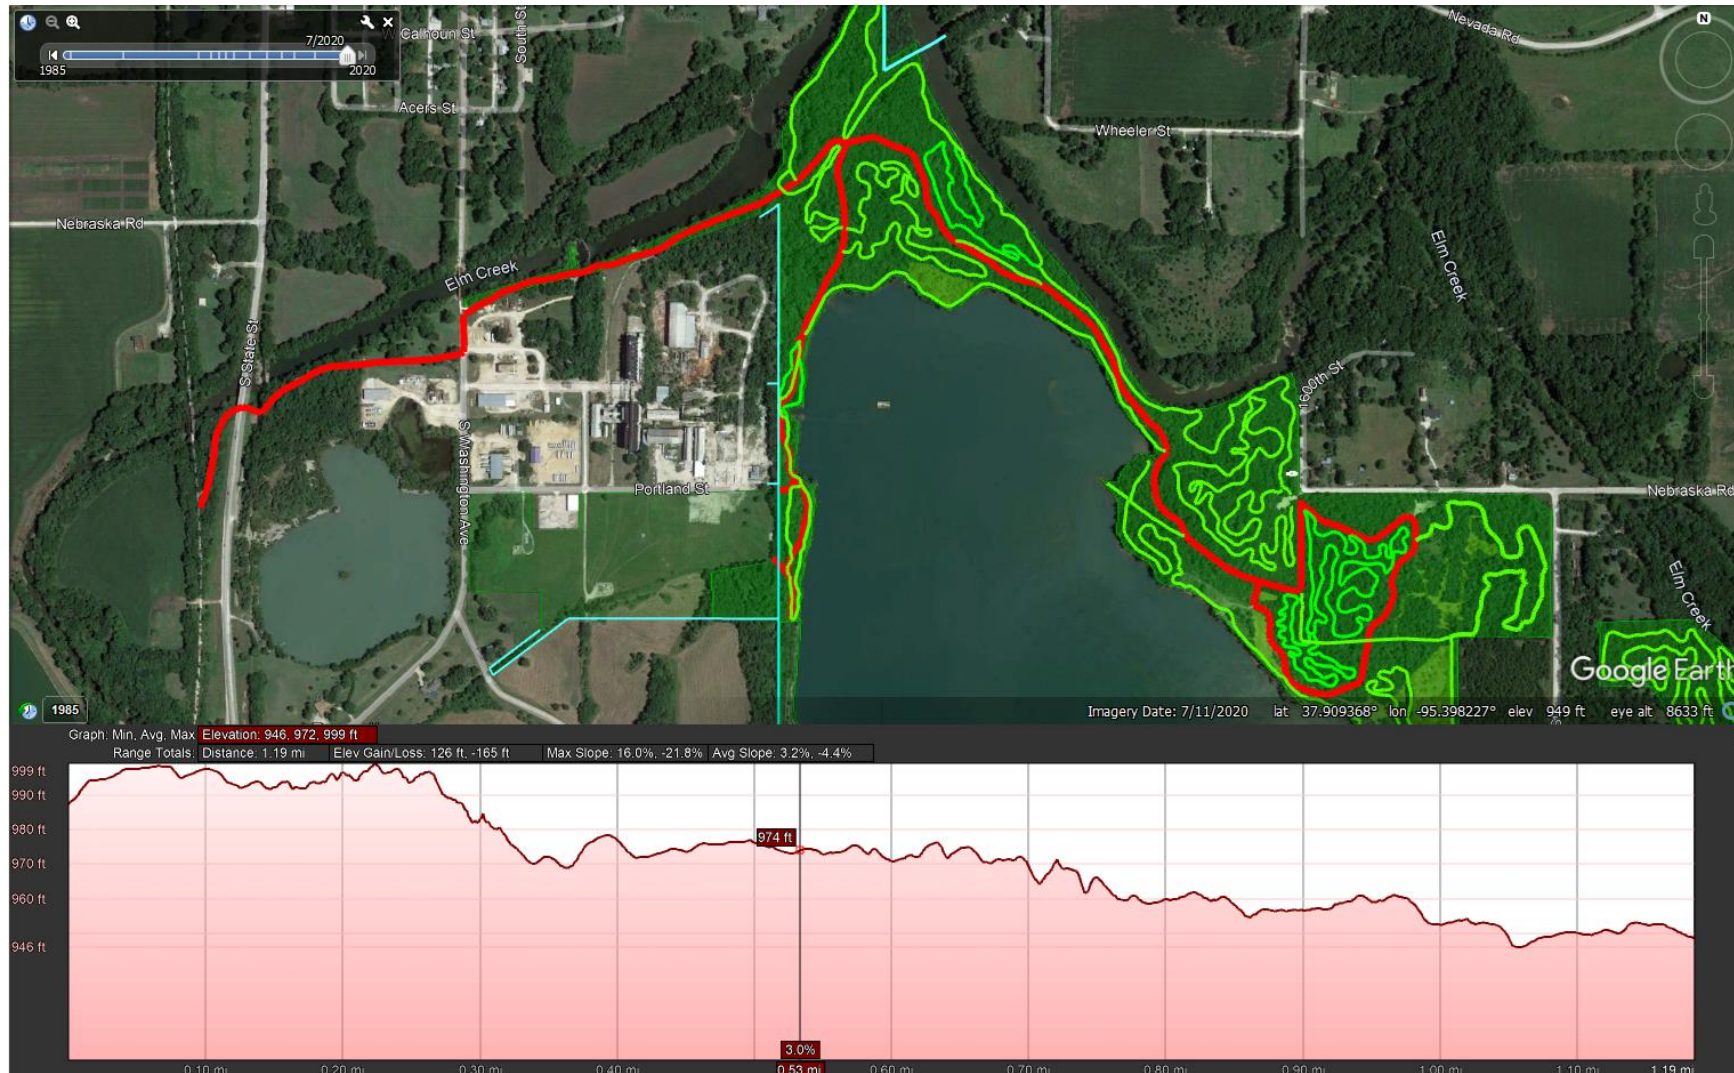 7/2020
1985
2020
W Calhoun St
South St
Acers St
Nevada Rd
N
Wheeler St
Nebraska Rd
Elm Creek
Elm Creek
S State St
1600th St
S Washington Ave
Portland St
Nebraska Rd
Elm Creek
Google Earth
1985
Imagery Date: 7/11/2020 lat 37.909368° lon -95.398227° elev 949 ft eye alt 8633 ft
Graph: Min, Avg, Max Elevation: 946, 972, 999 ft
Range Totals: Distance: 1.19 mi Elev Gain/Loss: 126 ft, -165 ft Max Slope: 16.0%, -21.8% Avg Slope: 3.2%, -4.4%
999 ft
990 ft
980 ft
974 ft
970 ft
960 ft
946 ft
3.0%
0.10 mi 0.20 mi 0.30 mi 0.40 mi 0.53 mi 0.60 mi 0.70 mi 0.80 mi 0.90 mi 1.00 mi 1.10 mi 1.19 mi